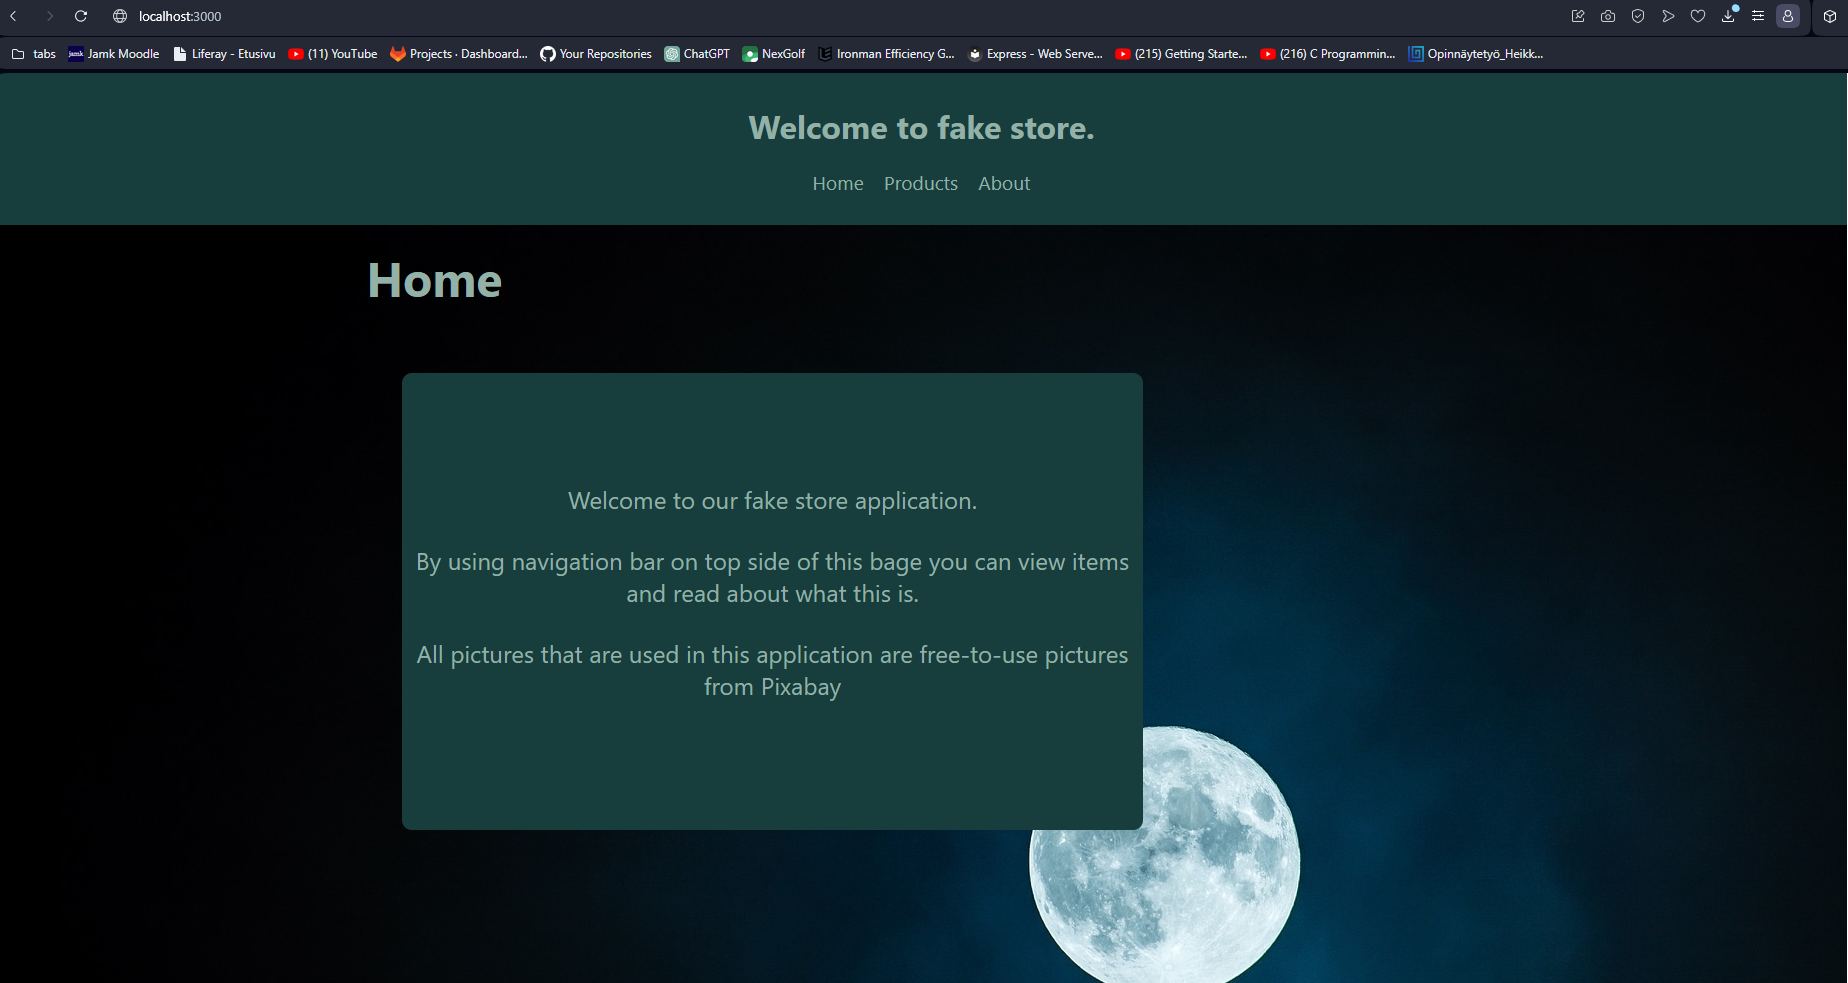 localhost:3000
tabs jamk Jamk Moodle Liferay - Etusivu (11) YouTube Projects · Dashboard... Your Repositories ChatGPT NexGolf Ironman Efficiency G... Express - Web Serve... (215) Getting Starte... (216) C Programmin... Opinnäytetyö_Heikk...
Welcome to fake store.
Home Products About
Home
Welcome to our fake store application.
By using navigation bar on top side of this bage you can view items
and read about what this is.
All pictures that are used in this application are free-to-use pictures
from Pixabay